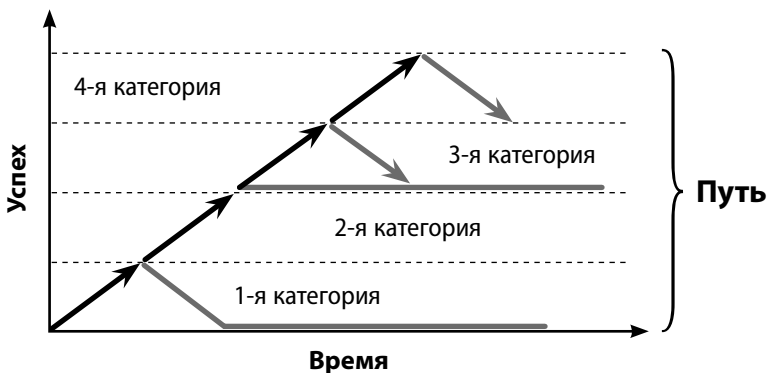 4-я категория
3-я категория
Успех
Путь
2-я категория
1-я категория
Время